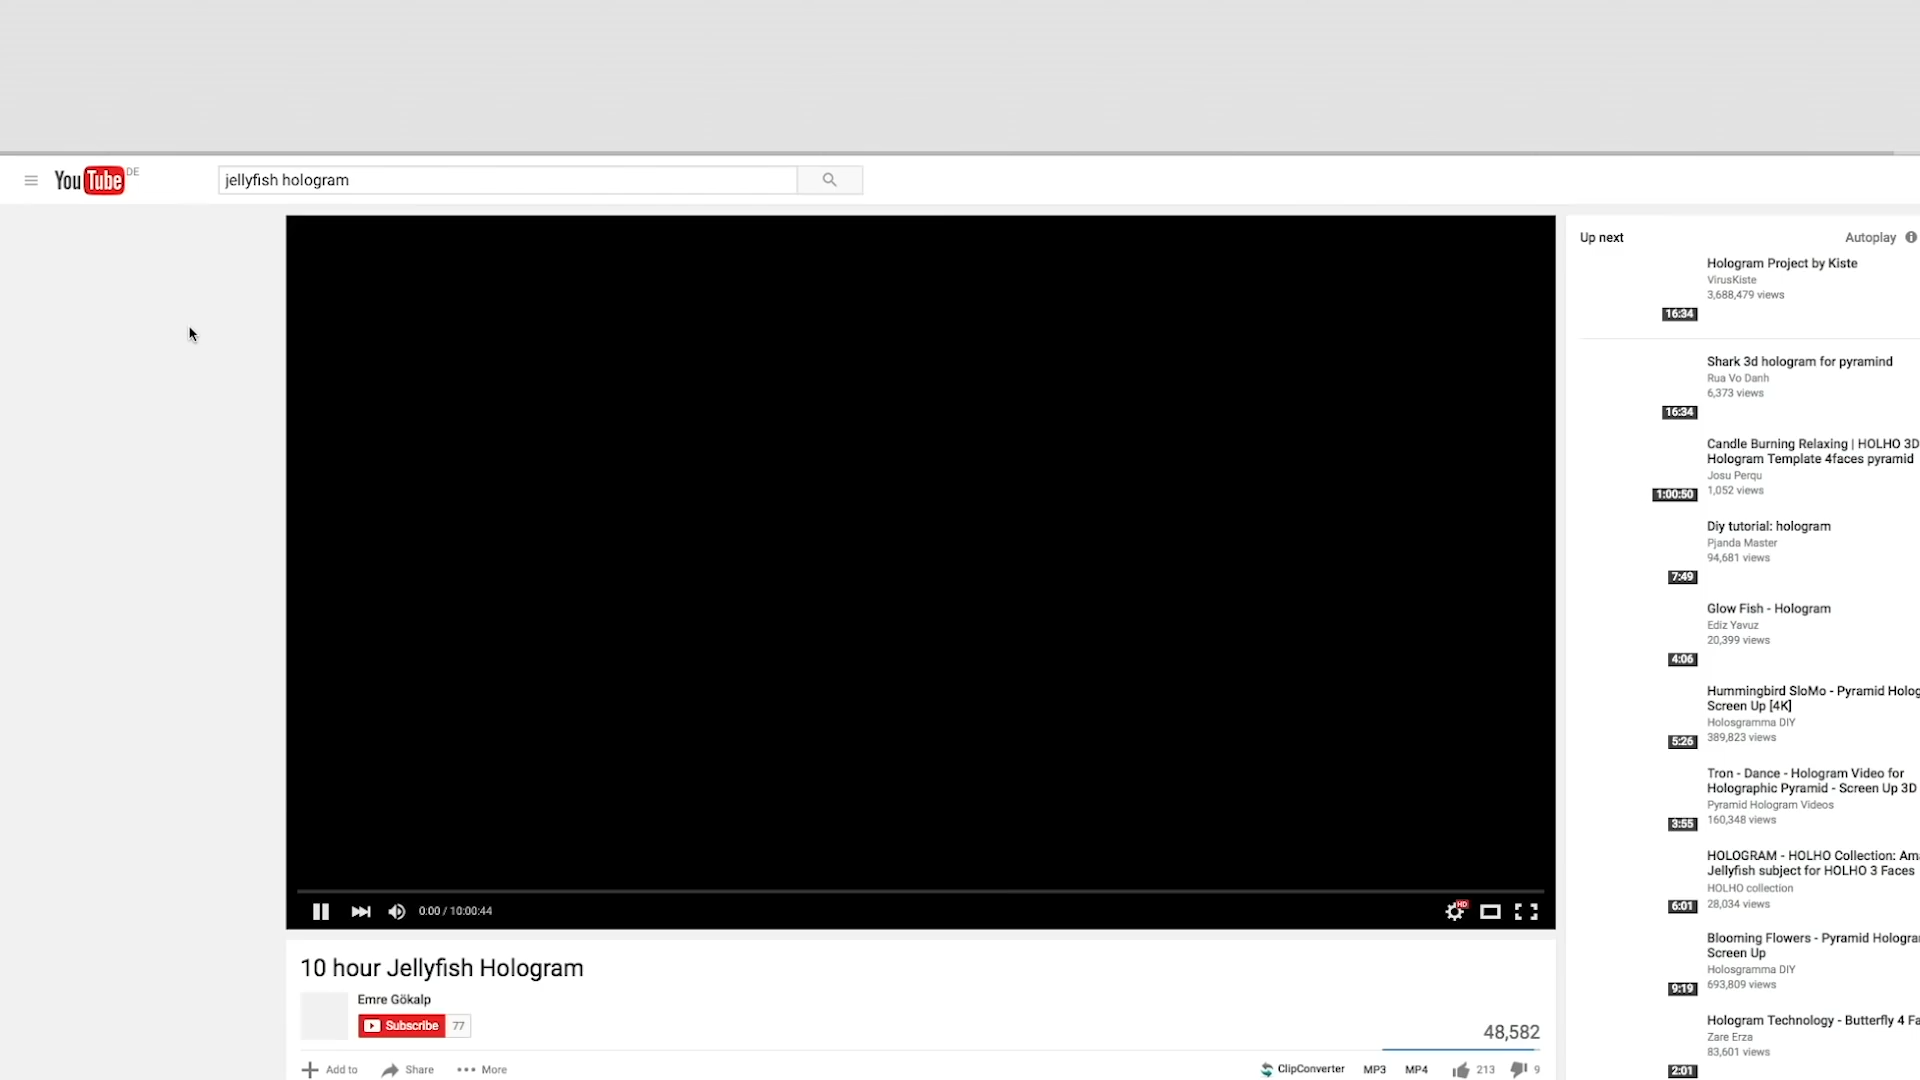 YouTube DE
jellyfish hologram
Up next
Autoplay
Hologram Project by Kiste
VirusKiste
3,688,479 views
16:34
Shark 3d hologram for pyramind
Rua Vo Danh
6,373 views
16:34
Candle Burning Relaxing | HOLHO 3D
Hologram Template 4faces pyramid
Josu Perqu
1,052 views
1:00:50
Diy tutorial: hologram
Pjanda Master
94,681 views
7:49
Glow Fish - Hologram
Ediz Yavuz
20,399 views
4:06
Hummingbird SloMo - Pyramid Holog
Screen Up [4K]
Holosgramma DIY
389,823 views
5:26
Tron - Dance - Hologram Video for
Holographic Pyramid - Screen Up 3D
Pyramid Hologram Videos
160,348 views
3:55
HOLOGRAM - HOLHO Collection: Am
Jellyfish subject for HOLHO 3 Faces
HOLHO collection
28,034 views
6:01
Blooming Flowers - Pyramid Hologra
Screen Up
Holosgramma DIY
693,809 views
9:19
Hologram Technology - Butterfly 4 Fa
Zare Erza
83,601 views
2:01
0:00 / 10:00:44
HD
10 hour Jellyfish Hologram
Emre Gökalp
Subscribe 77
48,582
Add to Share More
ClipConverter MP3 MP4 213 9